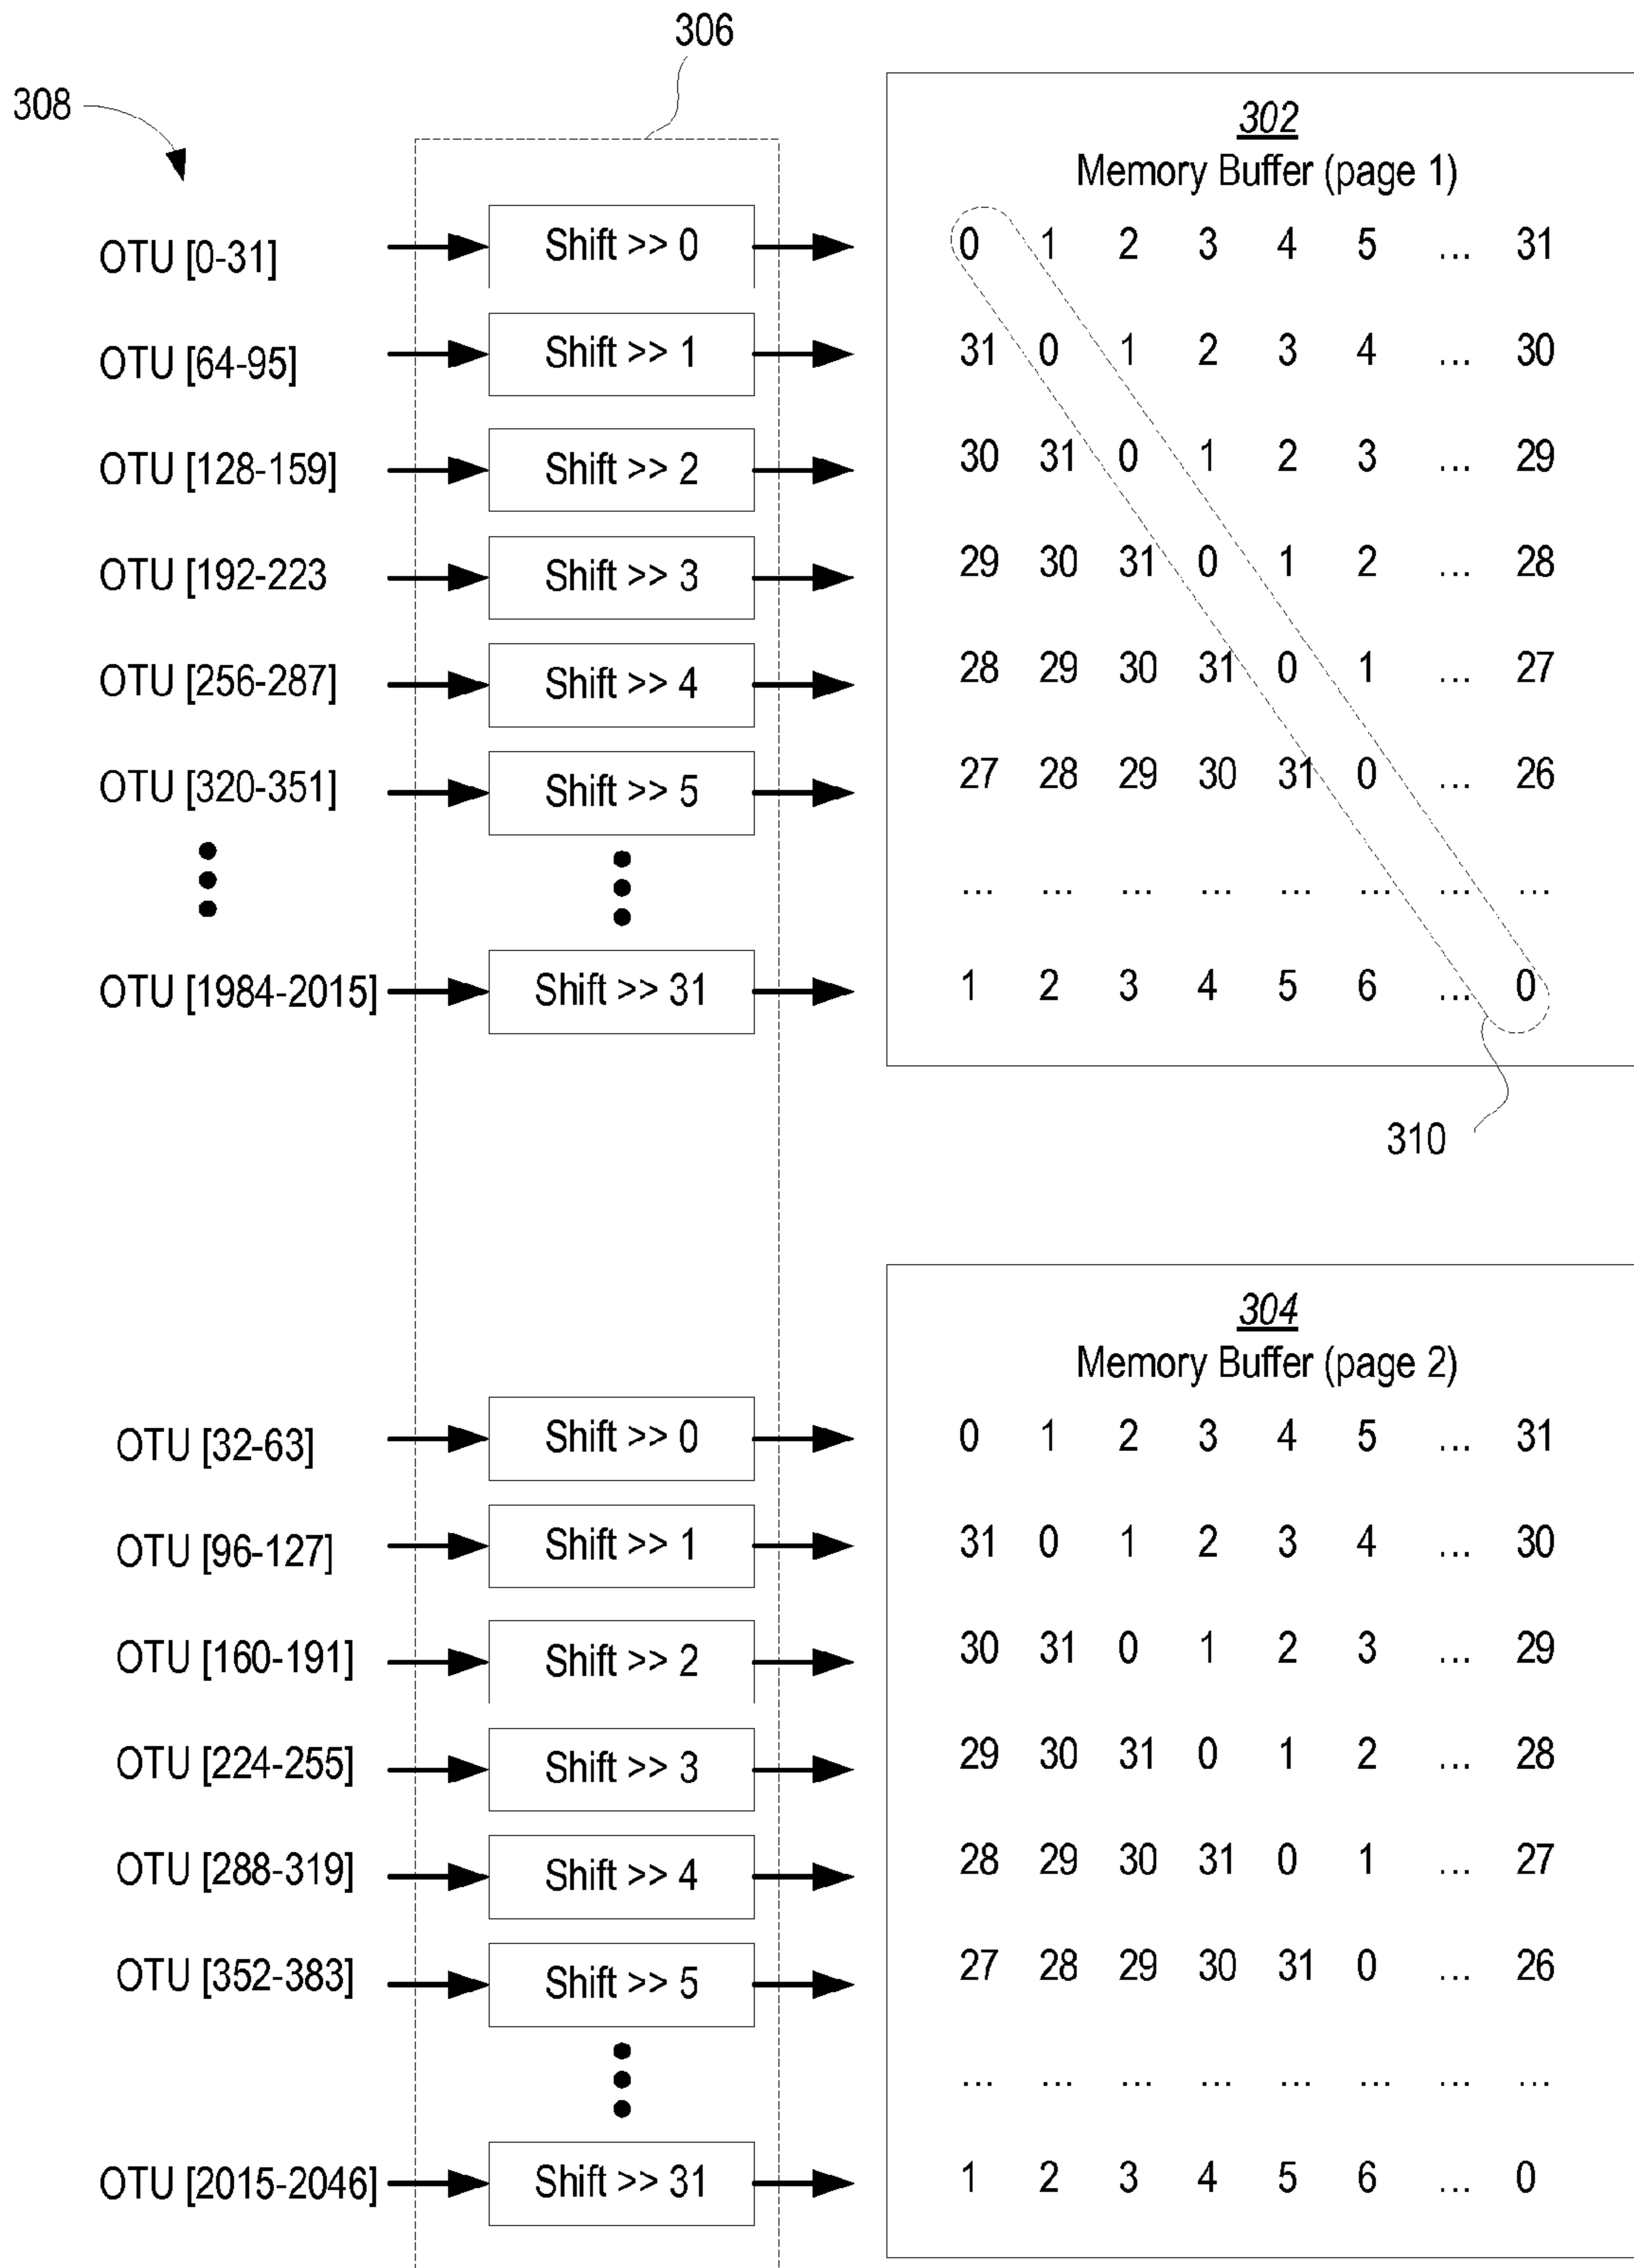 306
308
302
Memory Buffer (page 1)
OTU [0-31] Shift >> 0 0 1 2 3 4 5 ... 31
OTU [64-95] Shift >> 1 31 0 1 2 3 4 ... 30
OTU [128-159] Shift >> 2 30 31 0 1 2 3 ... 29
OTU [192-223 Shift >> 3 29 30 31 0 1 2 ... 28
OTU [256-287] Shift >> 4 28 29 30 31 0 1 ... 27
OTU [320-351] Shift >> 5 27 28 29 30 31 0 ... 26
... ... ... ... ... ... ... ...
OTU [1984-2015] Shift >> 31 1 2 3 4 5 6 ... 0
310
304
Memory Buffer (page 2)
OTU [32-63] Shift >> 0 0 1 2 3 4 5 ... 31
OTU [96-127] Shift >> 1 31 0 1 2 3 4 ... 30
OTU [160-191] Shift >> 2 30 31 0 1 2 3 ... 29
OTU [224-255] Shift >> 3 29 30 31 0 1 2 ... 28
OTU [288-319] Shift >> 4 28 29 30 31 0 1 ... 27
OTU [352-383] Shift >> 5 27 28 29 30 31 0 ... 26
... ... ... ... ... ... ... ...
OTU [2015-2046] Shift >> 31 1 2 3 4 5 6 ... 0